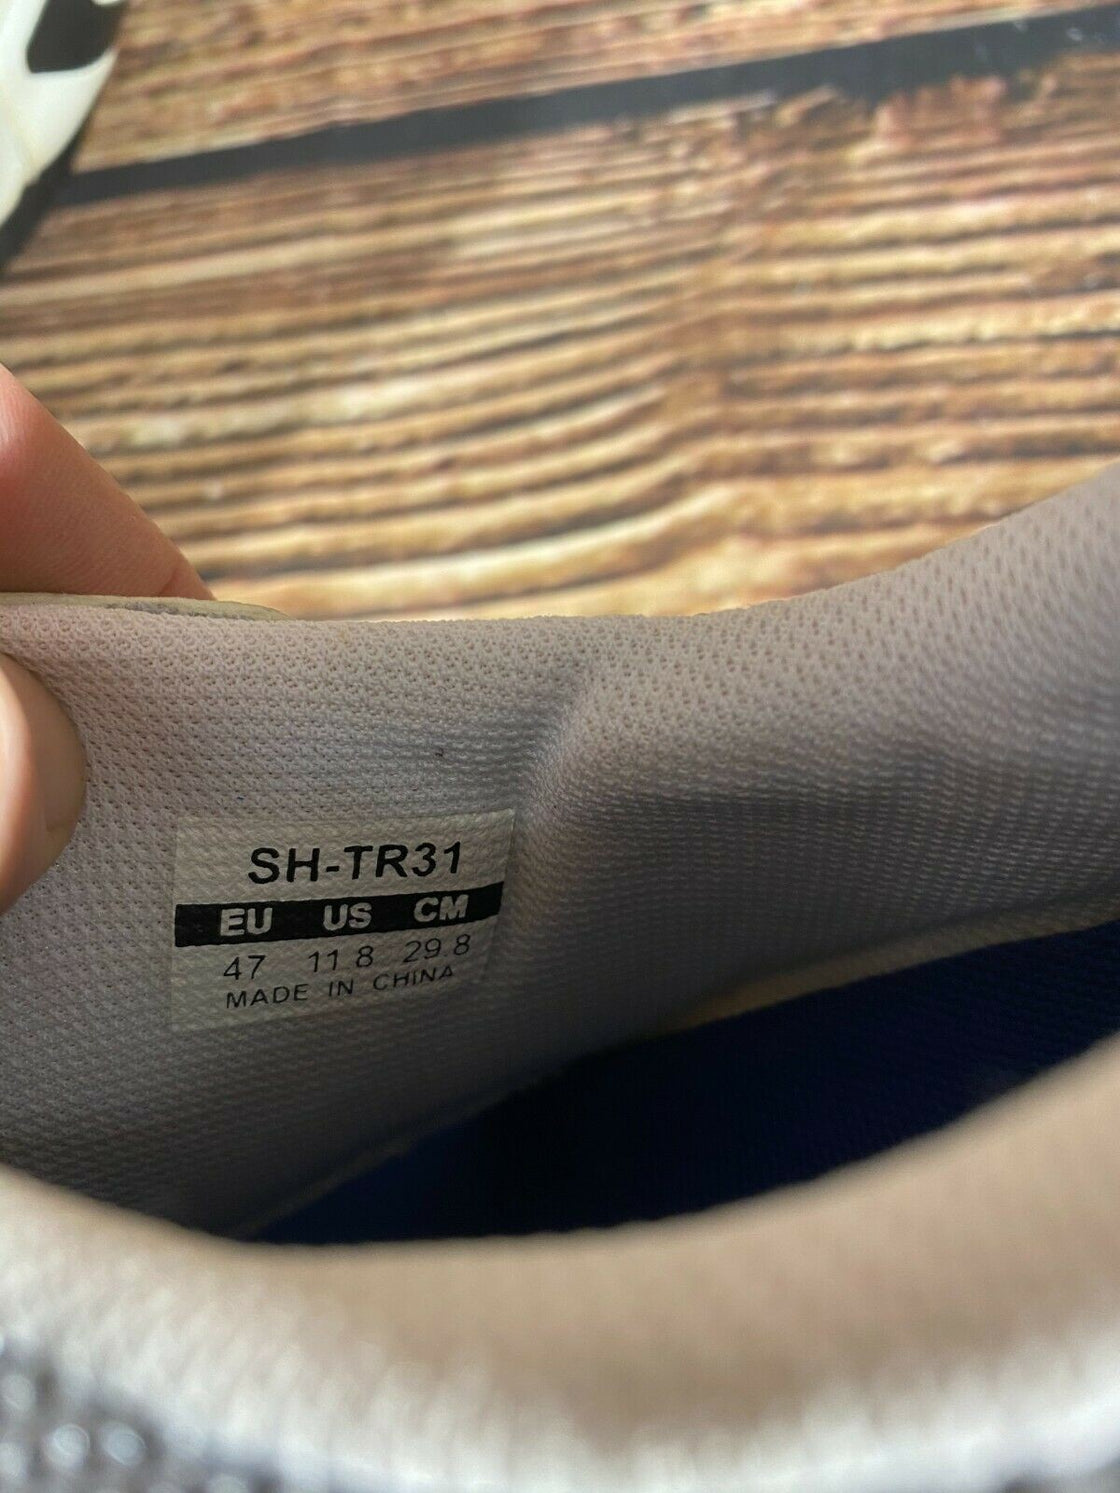 SH-TR31
EU US CM
47 11.8 29.8
MADE IN CHINA